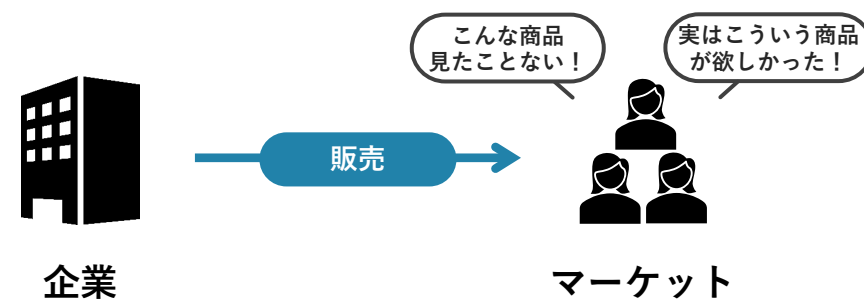 こんな商品
見たことない！
実はこういう商品
が欲しかった！
販売
企業
マーケット